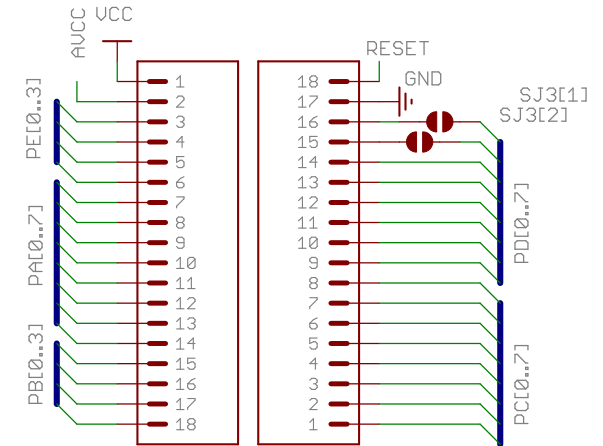 AVCC
VCC
RESET
GND
SJ3[1]
SJ3[2]
PE[0..3]
PA[0..7]
PB[0..3]
PD[0..7]
PC[0..7]
1 18
2 17
3 16
4 15
5 14
6 13
7 12
8 11
9 10
10 9
11 8
12 7
13 6
14 5
15 4
16 3
17 2
18 1